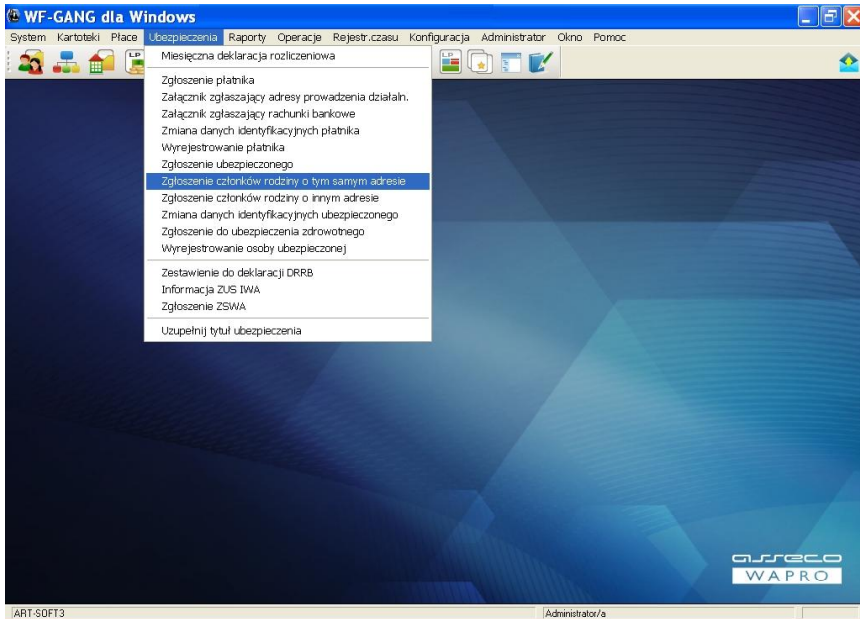 WF-GANG dla Windows
System Kartoteki Płace Ubezpieczenia Raporty Operacje Rejestr.czasu Konfiguracja Administrator Okno Pomoc
LP LP
Miesięczna deklaracja rozliczeniowa
Zgłoszenie płatnika
Załącznik zgłaszający adresy prowadzenia działaln.
Załącznik zgłaszający rachunki bankowe
Zmiana danych identyfikacyjnych płatnika
Wyrejestrowanie płatnika
Zgłoszenie ubezpieczonego
Zgłoszenie członków rodziny o tym samym adresie
Zgłoszenie członków rodziny o innym adresie
Zmiana danych identyfikacyjnych ubezpieczonego
Zgłoszenie do ubezpieczenia zdrowotnego
Wyrejestrowanie osoby ubezpieczonej
Zestawienie do deklaracji DRRB
Informacja ZUS IWA
Zgłoszenie ZSWA
Uzupełnij tytuł ubezpieczenia
asseco
WAPRO
ART-SOFT3 Administrator/a